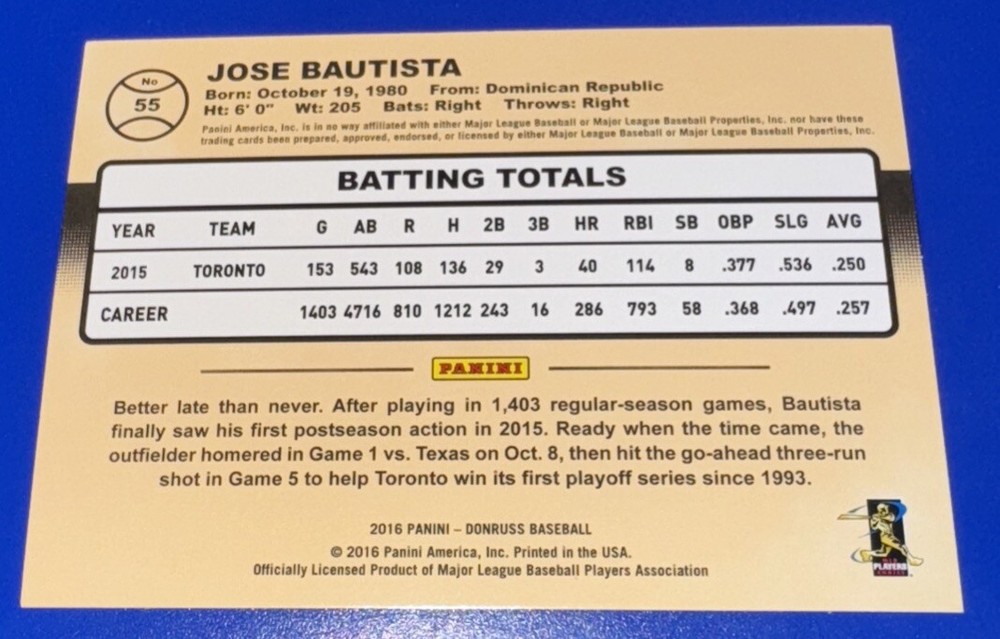 No
55
JOSE BAUTISTA
Born: October 19, 1980 From: Dominican Republic
Ht: 6' 0" Wt: 205 Bats: Right Throws: Right
Panini America, Inc. is in no way affiliated with either Major League Baseball or Major League Baseball Properties, Inc. nor have these
trading cards been prepared, approved, endorsed, or licensed by either Major League Baseball or Major League Baseball Properties, Inc.
BATTING TOTALS
YEAR TEAM G AB R H 2B 3B HR RBI SB OBP SLG AVG
2015 TORONTO 153 543 108 136 29 3 40 114 8 .377 .536 .250
CAREER 1403 4716 810 1212 243 16 286 793 58 .368 .497 .257
PANINI
Better late than never. After playing in 1,403 regular-season games, Bautista
finally saw his first postseason action in 2015. Ready when the time came, the
outfielder homered in Game 1 vs. Texas on Oct. 8, then hit the go-ahead three-run
shot in Game 5 to help Toronto win its first playoff series since 1993.
2016 PANINI – DONRUSS BASEBALL
© 2016 Panini America, Inc. Printed in the USA.
Officially Licensed Product of Major League Baseball Players Association
PLAYERS